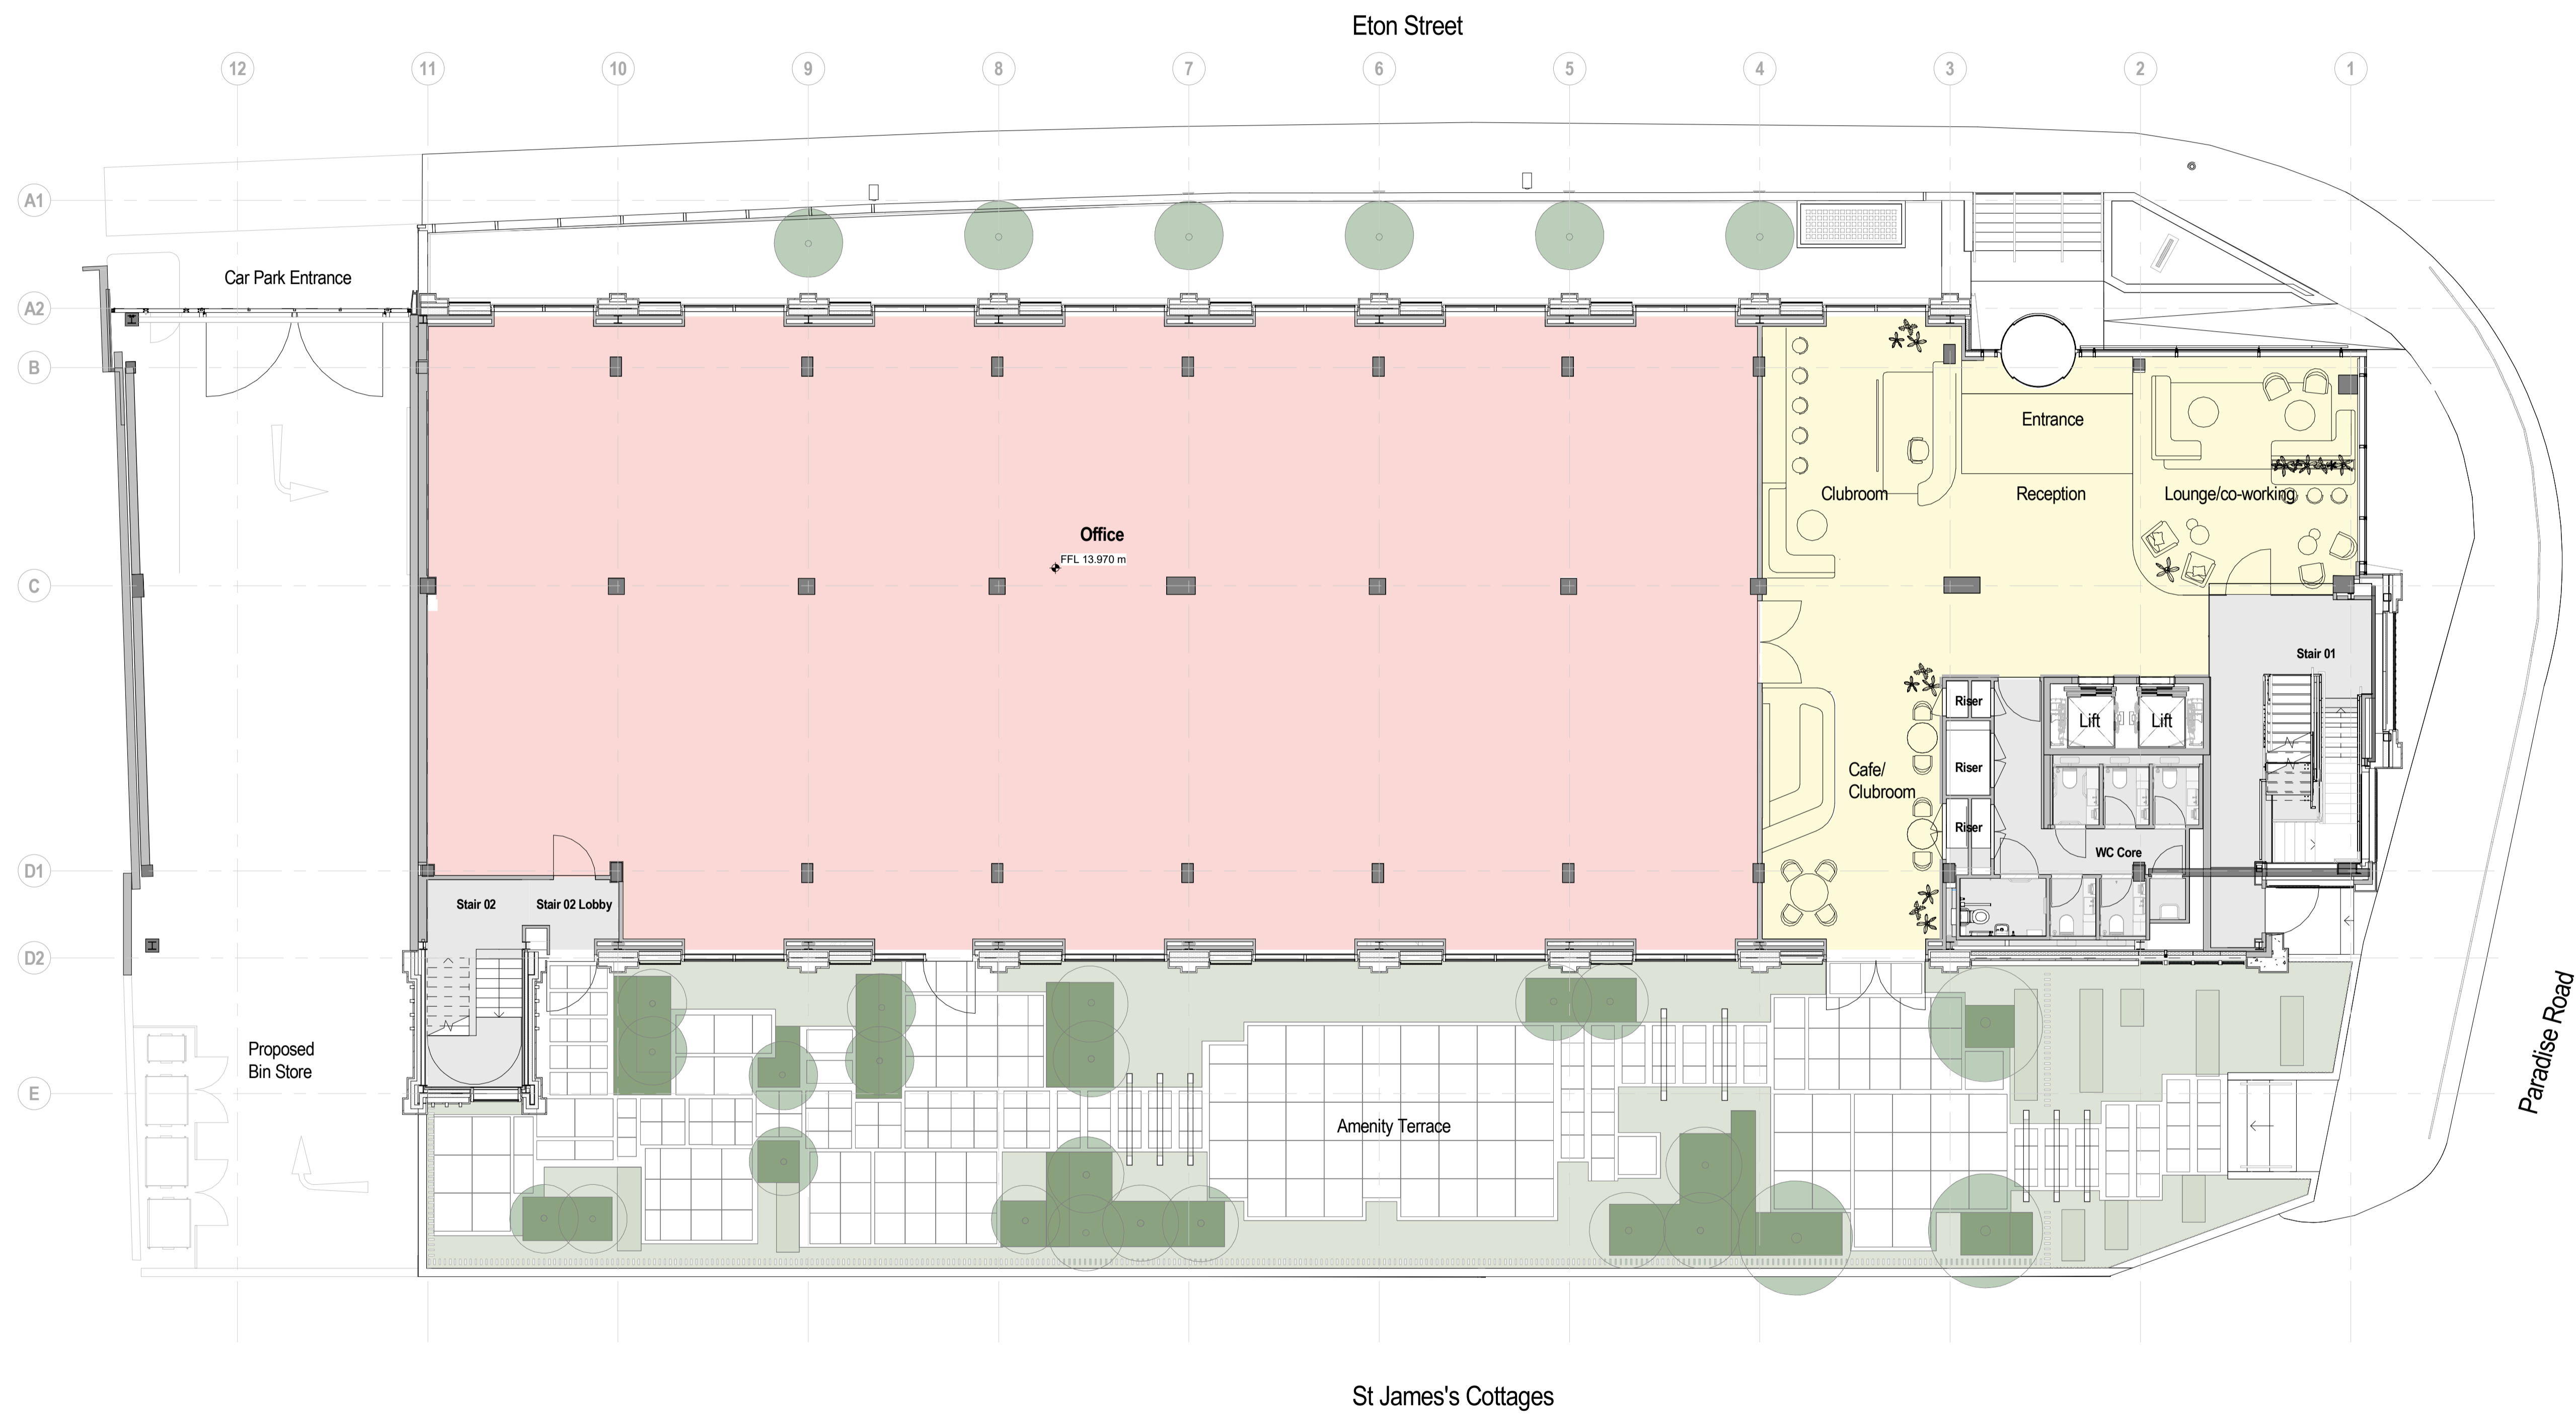 Eton Street
12
11
10
9
8
7
6
5
4
3
2
1
A1
Car Park Entrance
A2
B
Entrance
Clubroom
Reception
Lounge/co-working
Office
FFL 13.970 m
C
Stair 01
Riser
Lift
Lift
Riser
Cafe/
Clubroom
Riser
WC Core
D1
Stair 02
Stair 02 Lobby
D2
Proposed
Bin Store
E
Amenity Terrace
Paradise Road
St James's Cottages